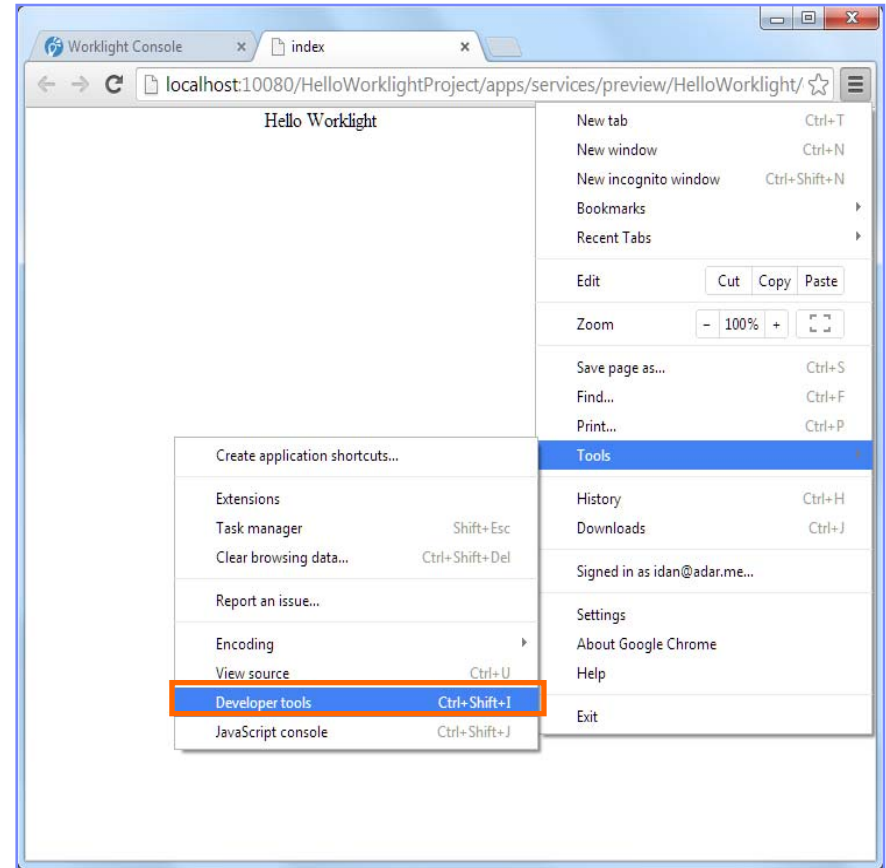 Worklight Console
index
localhost:10080/HelloWorklightProject/apps/services/preview/HelloWorklight/
Hello Worklight
New tab Ctrl+T
New window Ctrl+N
New incognito window Ctrl+Shift+N
Bookmarks
Recent Tabs
Edit Cut Copy Paste
Zoom - 100% +
Save page as... Ctrl+S
Find... Ctrl+F
Print... Ctrl+P
Tools
History Ctrl+H
Downloads Ctrl+J
Signed in as idan@adar.me...
Settings
About Google Chrome
Help
Exit
Create application shortcuts...
Extensions
Task manager Shift+Esc
Clear browsing data... Ctrl+Shift+Del
Report an issue...
Encoding
View source Ctrl+U
Developer tools Ctrl+Shift+I
JavaScript console Ctrl+Shift+J